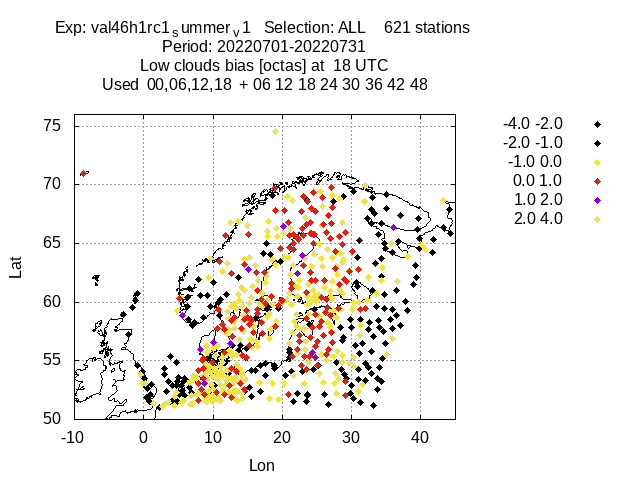 Exp: val46h1rc1summerv1   Selection: ALL    621 stations
Period: 20220701-20220731
Low clouds bias [octas] at  18 UTC
Used  00,06,12,18  + 06 12 18 24 30 36 42 48
-4.0 -2.0
-2.0 -1.0
-1.0 0.0
0.0 1.0
1.0 2.0
2.0 4.0
75
70
65
60
55
50
Lat
-10 0 10 20 30 40
Lon